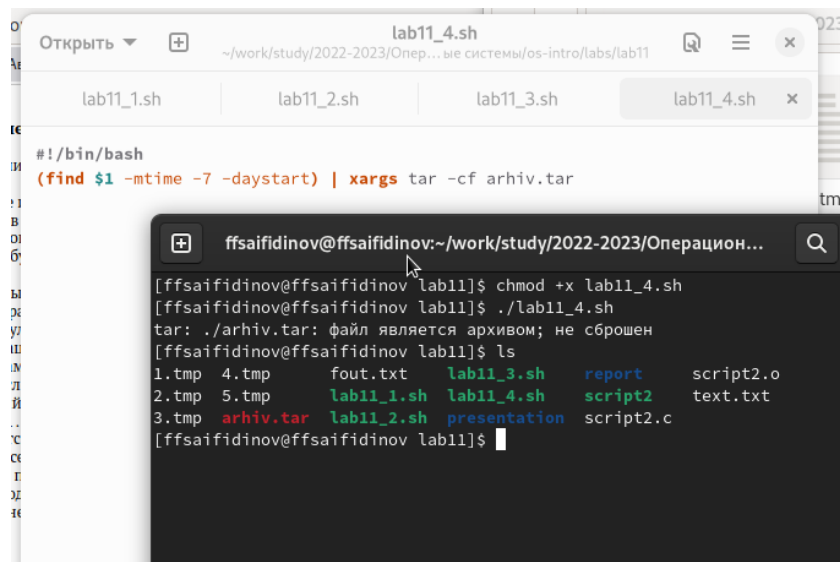 Открыть
lab11_4.sh
~/work/study/2022-2023/Опер…ые системы/os-intro/labs/lab11
lab11_1.sh
lab11_2.sh
lab11_3.sh
lab11_4.sh
#!/bin/bash
(find $1 -mtime -7 -daystart) | xargs tar -cf arhiv.tar
ffsaifidinov@ffsaifidinov:~/work/study/2022-2023/Операцион...
[ffsaifidinov@ffsaifidinov lab11]$ chmod +x lab11_4.sh
[ffsaifidinov@ffsaifidinov lab11]$ ./lab11_4.sh
tar: ./arhiv.tar: файл является архивом; не сброшен
[ffsaifidinov@ffsaifidinov lab11]$ ls
1.tmp 4.tmp fout.txt lab11_3.sh report script2.o
2.tmp 5.tmp lab11_1.sh lab11_4.sh script2 text.txt
3.tmp arhiv.tar lab11_2.sh presentation script2.c
[ffsaifidinov@ffsaifidinov lab11]$